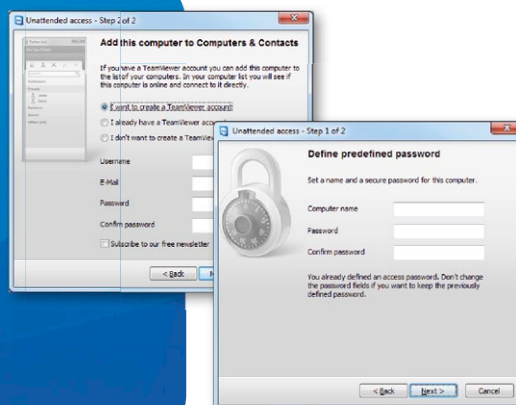 Unattended access - Step 2 of 2
Add this computer to Computers & Contacts
If you have a TeamViewer account you can add this computer to
the list of your computers. In your computer list you will see if
this computer is online and connect to it directly.
I want to create a TeamViewer account
I already have a TeamViewer
I don't want to create a
Username
E-Mail
Password
Confirm password
Subscribe to our free newsletter
< Back
Unattended access - Step 1 of 2
Define predefined password
Set a name and a secure password for this computer.
Computer name
Password
Confirm password
You already defined an access password. Don't change
the password fields if you want to keep the previously
defined password.
< Back Next > Cancel